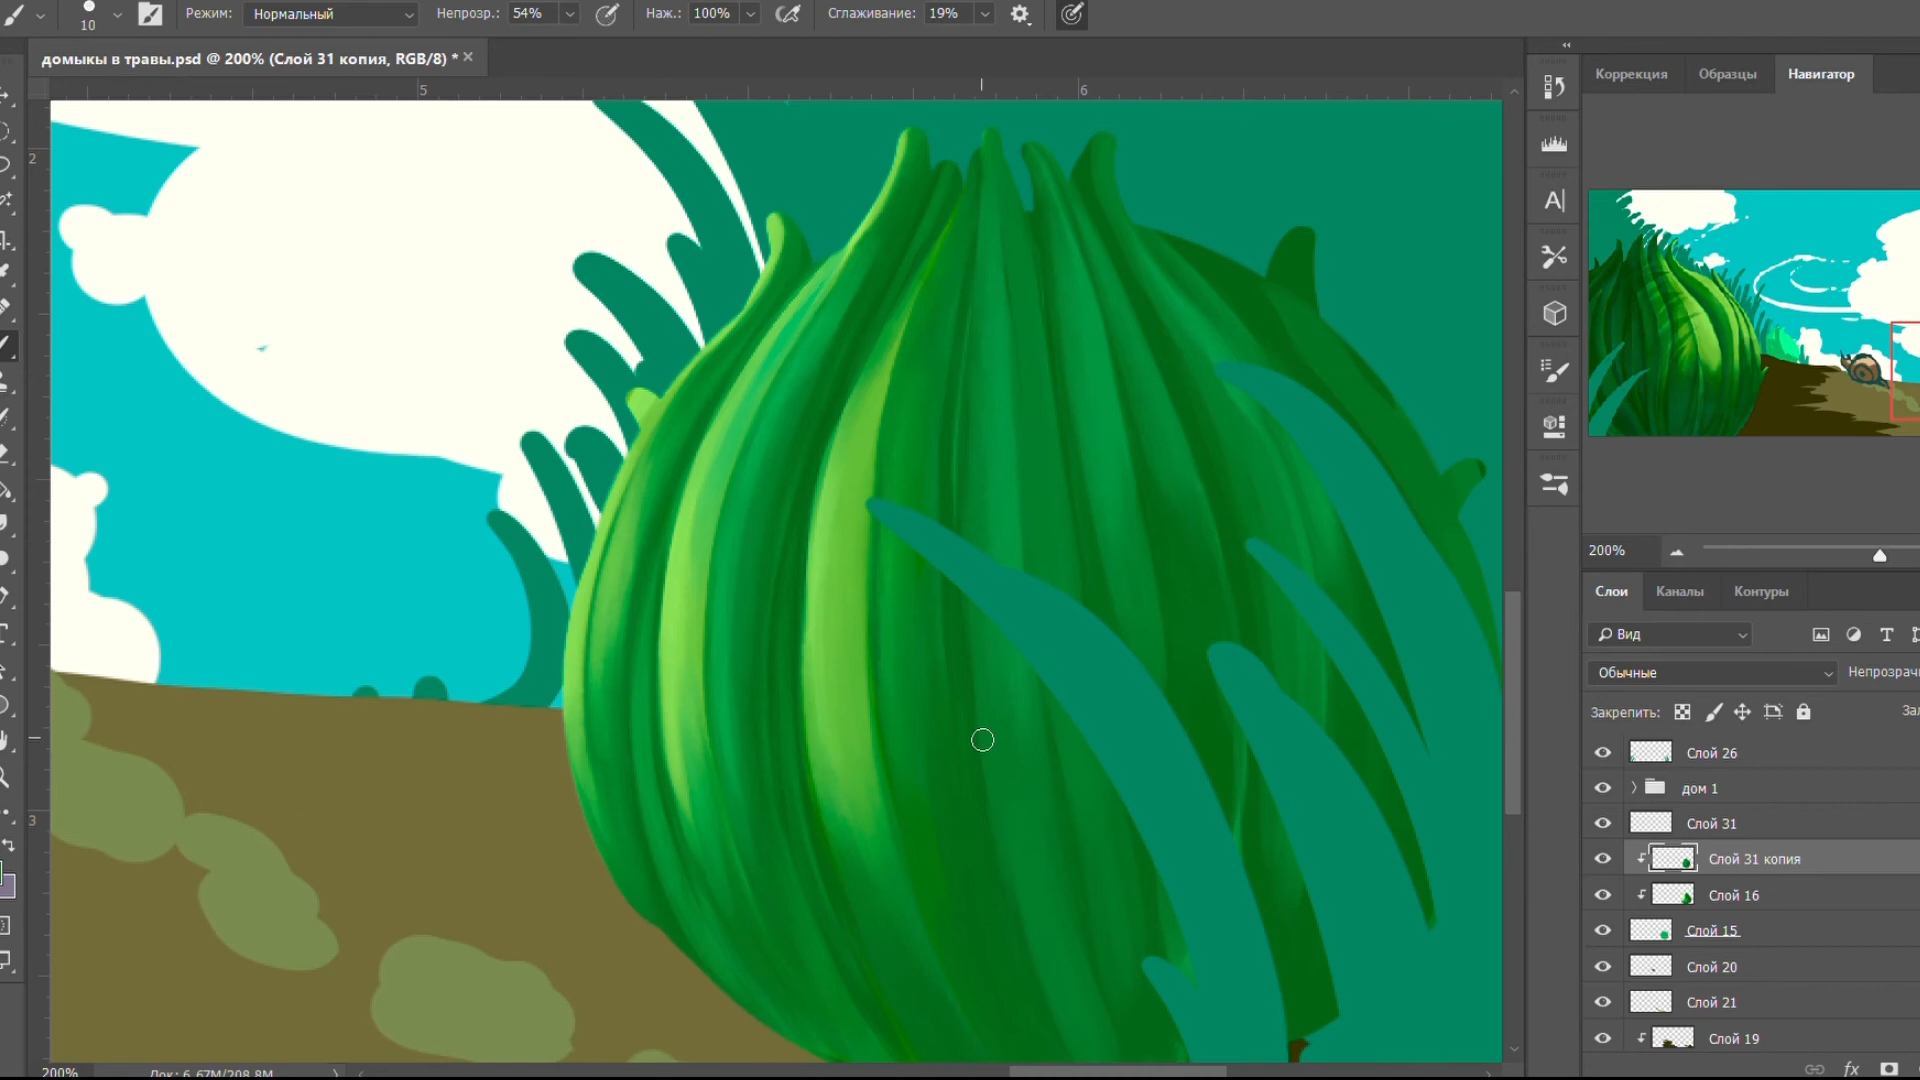 10
Режим:
Нормальный
Непрозр.: 54%
Наж.: 100%
Сглаживание: 19%
домыкы в травы.psd @ 200% (Слой 31 копия, RGB/8) *
5
6
2
3
Коррекция
Образцы
Навигатор
200%
Слои
Каналы
Контуры
Вид
Обычные
Закрепить:
Слой 26
дом 1
Слой 31
Слой 31 копия
Слой 16
Слой 15
Слой 20
Слой 21
Слой 19
fx
200%